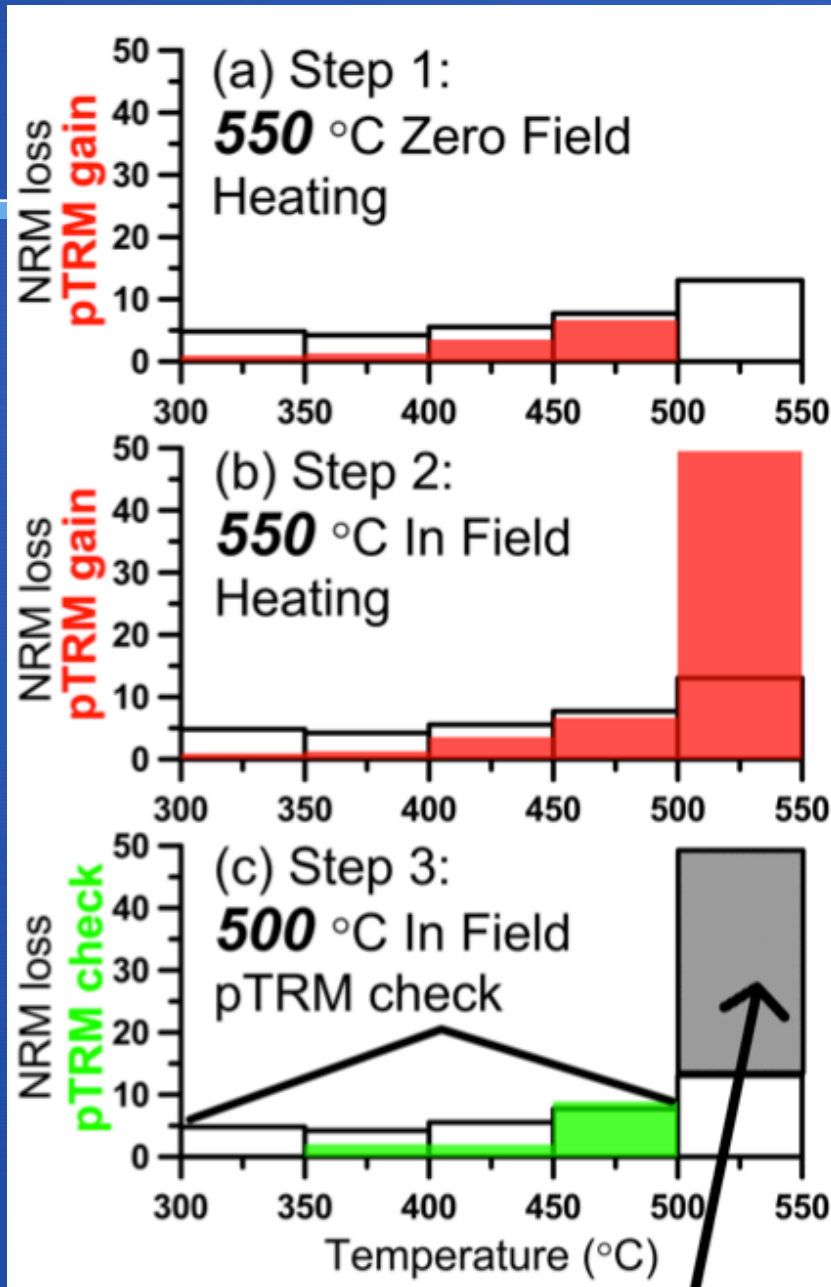 (a) Step 1:
550 °C Zero Field
Heating
NRM loss
pTRM gain
50
40
30
20
10
0
300 350 400 450 500 550
(b) Step 2:
550 °C In Field
Heating
NRM loss
pTRM gain
50
40
30
20
10
0
300 350 400 450 500 550
(c) Step 3:
500 °C In Field
pTRM check
NRM loss
pTRM check
50
40
30
20
10
0
300 350 400 450 500 550
Temperature (°C)